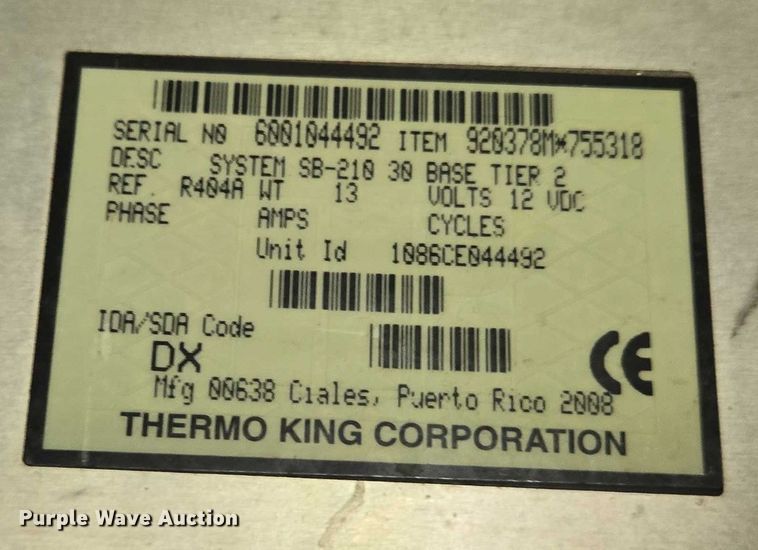 SERIAL NO 6001044492 ITEM 920378M*755318
DESC SYSTEM SB-210 30 BASE TIER 2
REF. R404A WT 13 VOLTS 12 VDC
PHASE AMPS CYCLES
Unit Id 1086CE044492
IDA/SDA Code
DX
CE
Mfg 00638 Ciales, Puerto Rico 2008
THERMO KING CORPORATION
Purple Wave Auction